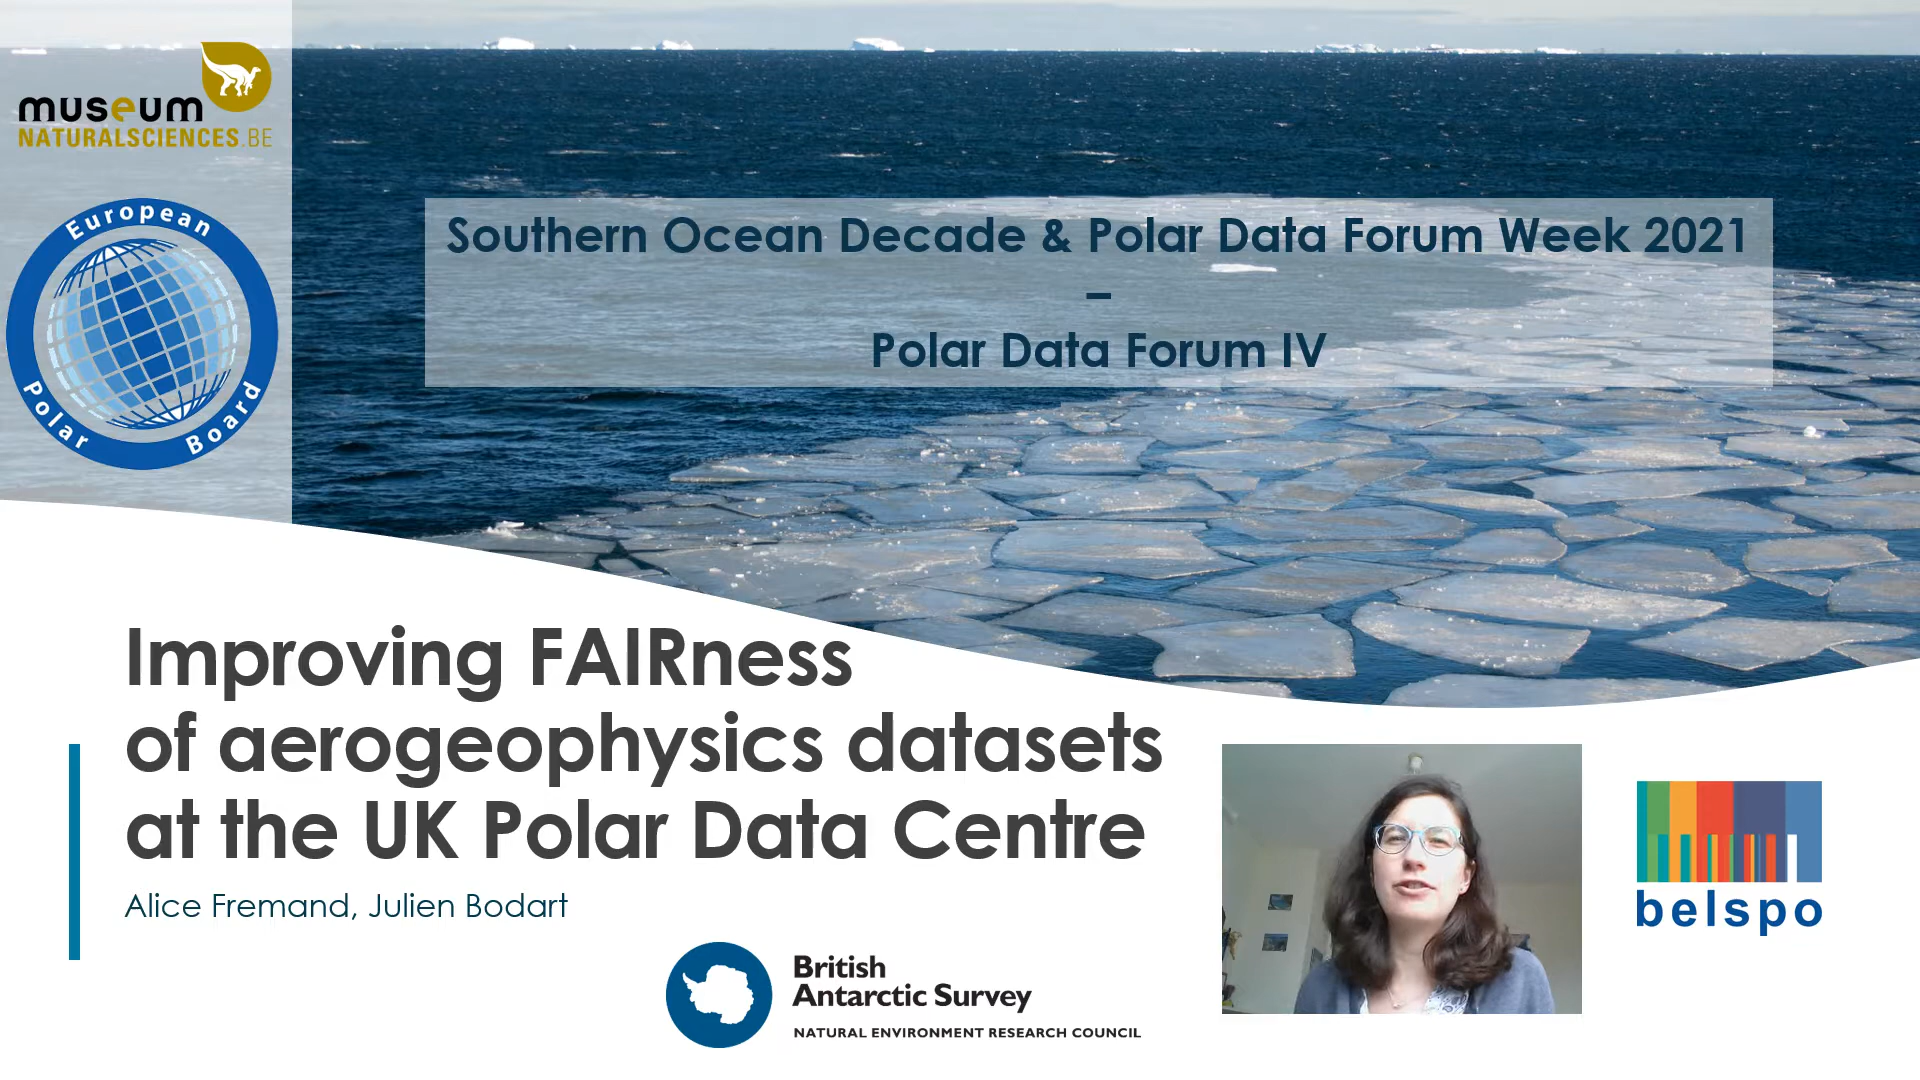 museum
NATURALSCIENCES.BE
European
Polar Board
Southern Ocean Decade & Polar Data Forum Week 2021
–
Polar Data Forum IV
Improving FAIRness
of aerogeophysics datasets
at the UK Polar Data Centre
Alice Fremand, Julien Bodart
British
Antarctic Survey
NATURAL ENVIRONMENT RESEARCH COUNCIL
belspo